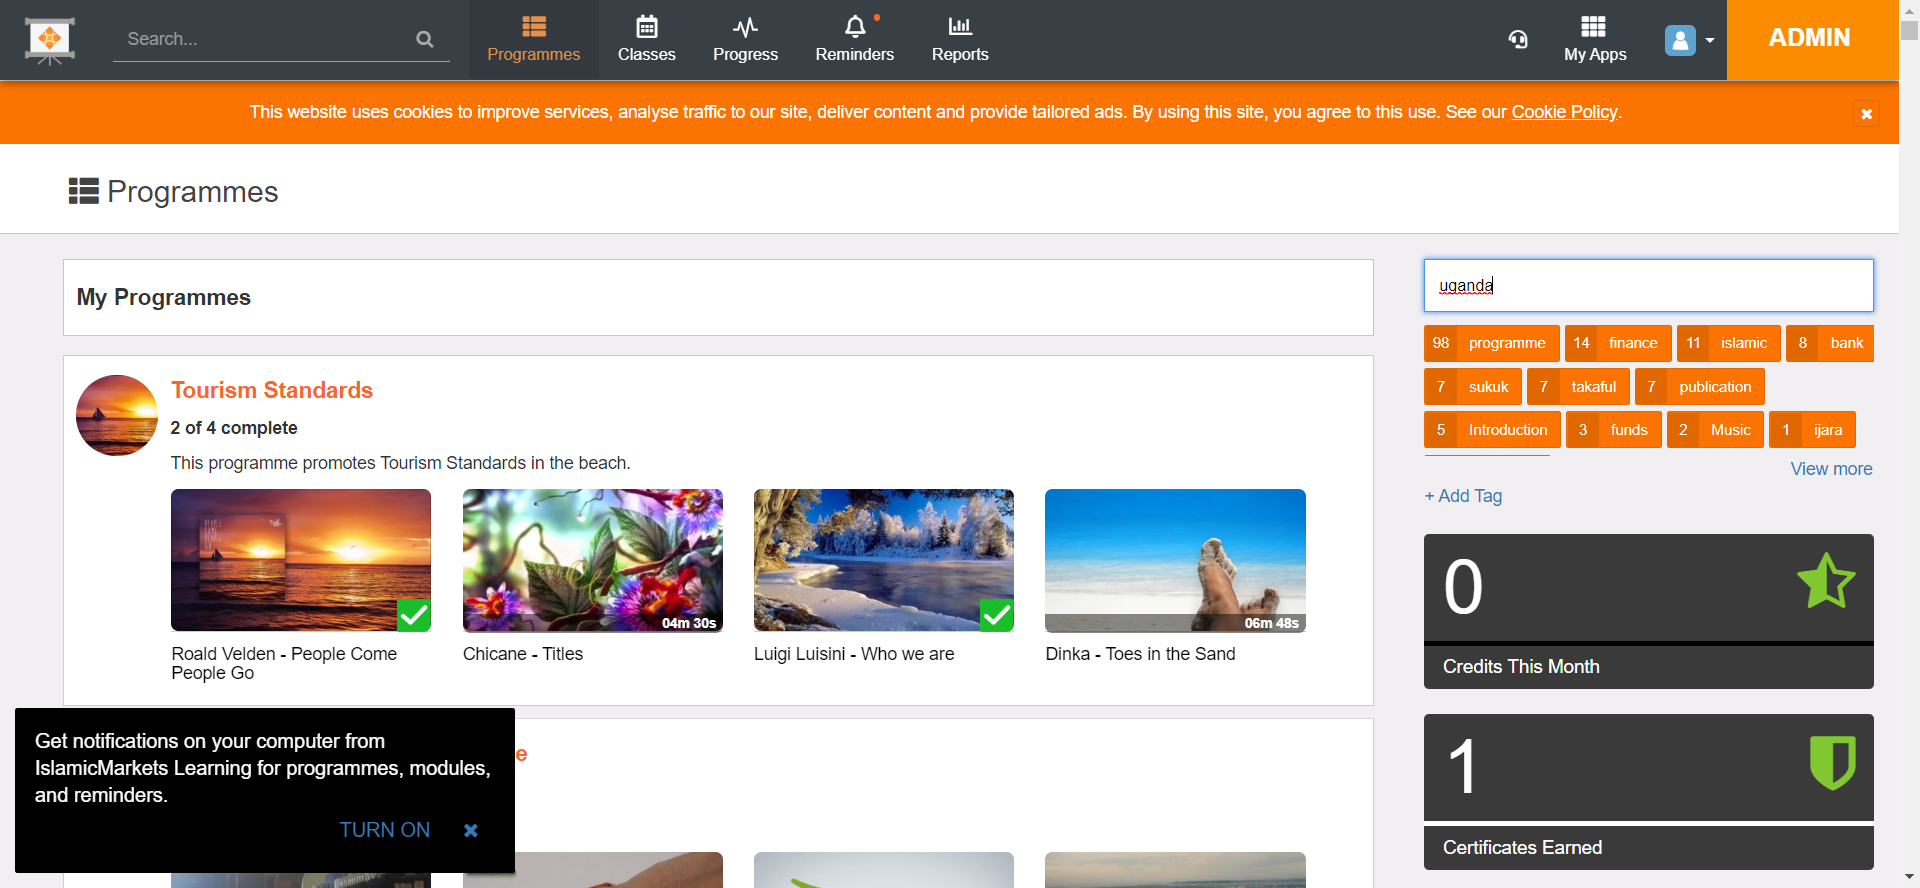 Search...
Programmes
Classes
Progress
Reminders
Reports
My Apps
ADMIN
This website uses cookies to improve services, analyse traffic to our site, deliver content and provide tailored ads. By using this site, you agree to this use. See our Cookie Policy.
Programmes
My Programmes
Tourism Standards
2 of 4 complete
This programme promotes Tourism Standards in the beach.
04m 30s
06m 48s
Roald Velden - People Come
People Go
Chicane - Titles
Luigi Luisini - Who we are
Dinka - Toes in the Sand
e
Get notifications on your computer from
IslamicMarkets Learning for programmes, modules,
and reminders.
TURN ON
uganda
98 programme 14 finance 11 islamic 8 bank
7 sukuk 7 takaful 7 publication
5 Introduction 3 funds 2 Music 1 ijara
View more
+ Add Tag
0
Credits This Month
1
Certificates Earned